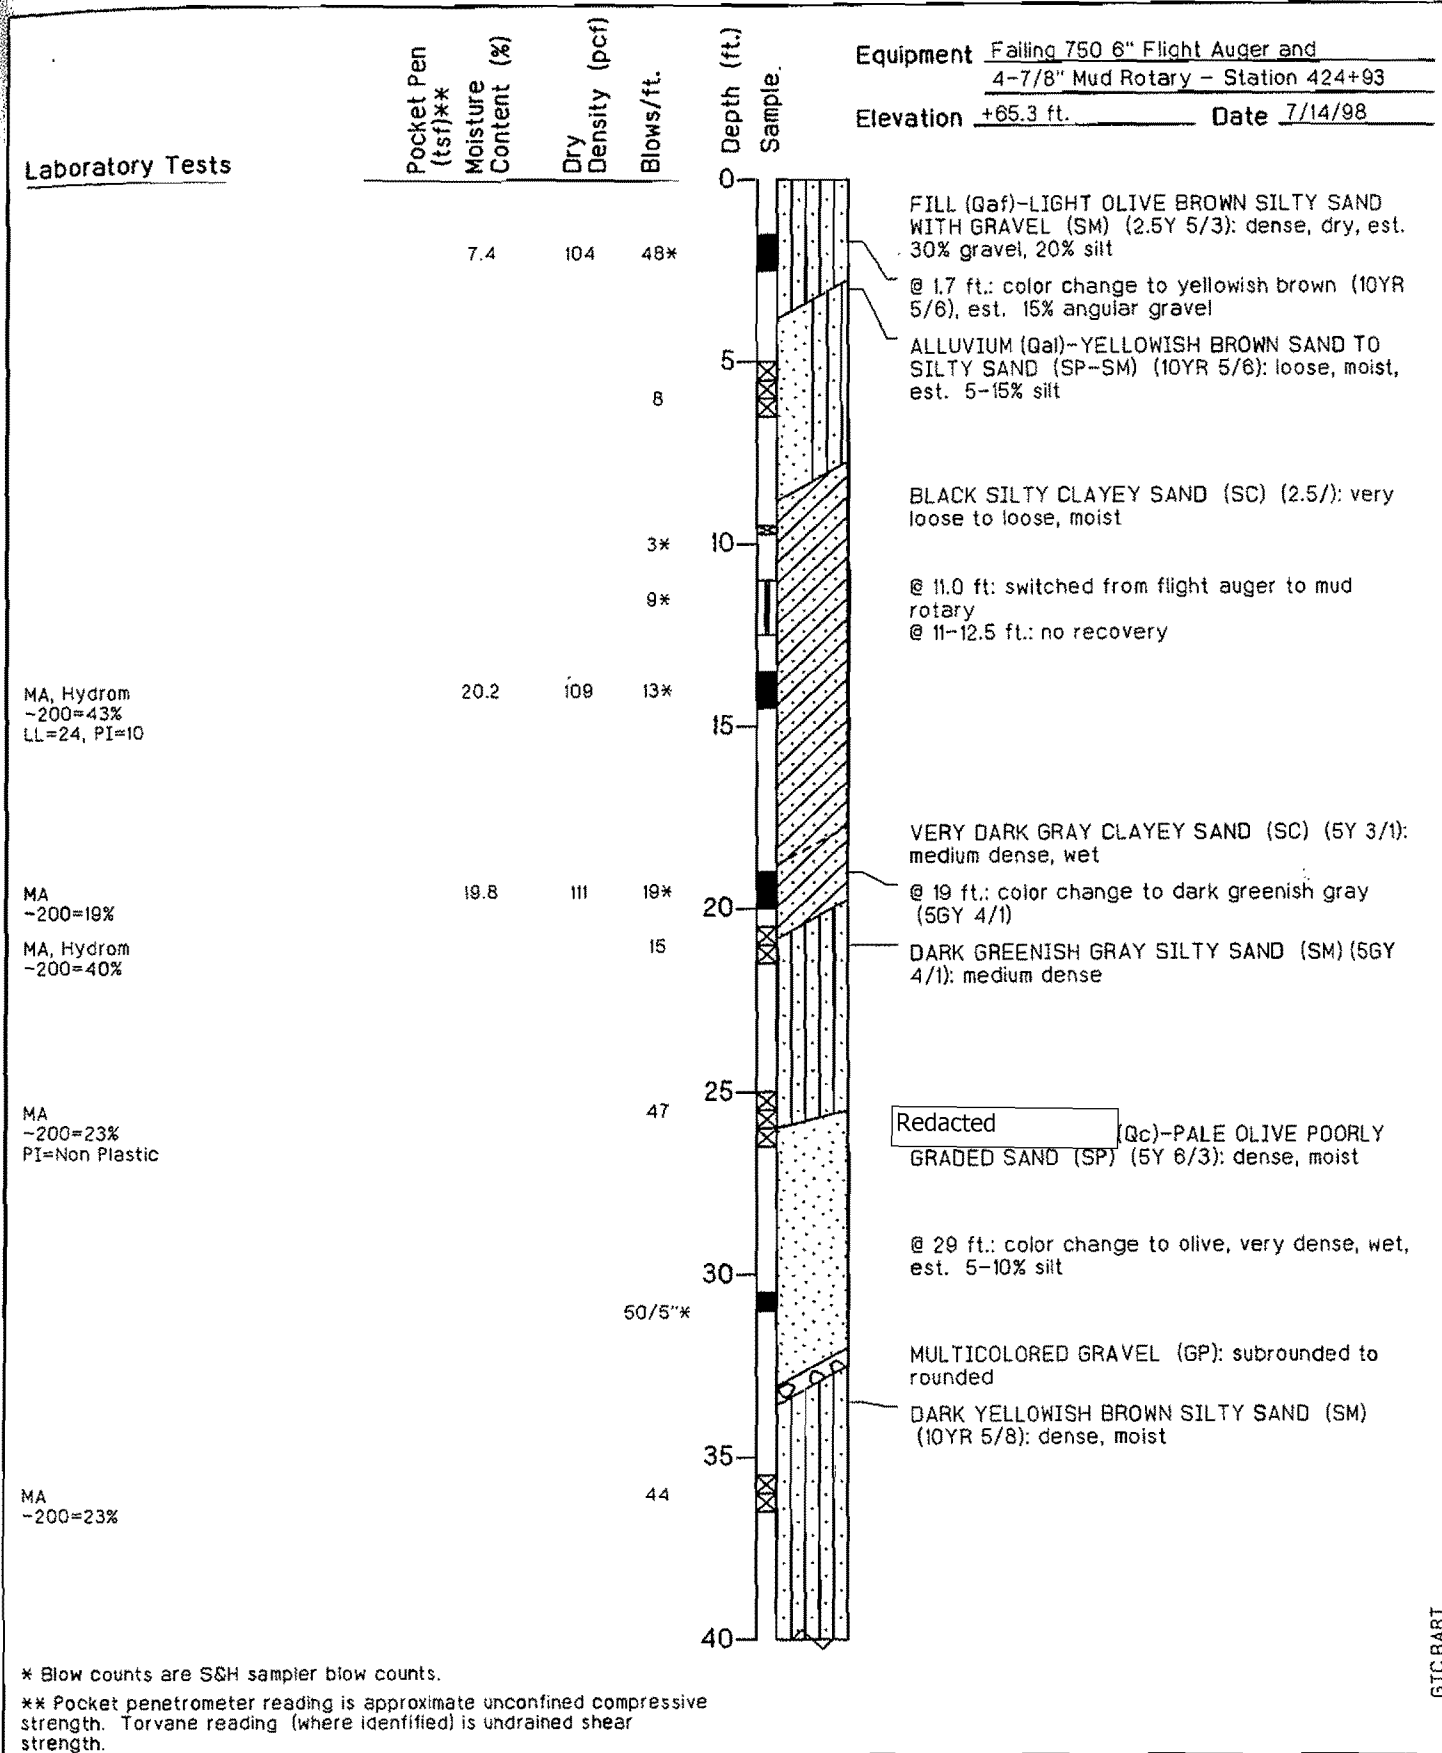 Equipment Failing 750 6" Flight Auger and
4-7/8" Mud Rotary - Station 424+93
Elevation +65.3 ft. Date 7/14/98
Laboratory Tests
Pocket Pen
(tsf)**
Moisture
Content (%)
Dry
Density (pcf)
Blows/ft.
Depth (ft.)
Sample.
0
FILL (Qaf)-LIGHT OLIVE BROWN SILTY SAND
WITH GRAVEL (SM) (2.5Y 5/3): dense, dry, est.
30% gravel, 20% silt
7.4 104 48*
@ 1.7 ft.: color change to yellowish brown (10YR
5/6), est. 15% angular gravel
ALLUVIUM (Qal)-YELLOWISH BROWN SAND TO
SILTY SAND (SP-SM) (10YR 5/6): loose, moist,
est. 5-15% silt
5
8
BLACK SILTY CLAYEY SAND (SC) (2.5/): very
loose to loose, moist
3* 10
9*
@ 11.0 ft: switched from flight auger to mud
rotary
@ 11-12.5 ft.: no recovery
MA, Hydrom 20.2 109 13*
-200=43%
LL=24, PI=10
15
VERY DARK GRAY CLAYEY SAND (SC) (5Y 3/1):
medium dense, wet
MA 19.8 111 19*
-200=19%
20
@ 19 ft.: color change to dark greenish gray
(5GY 4/1)
MA, Hydrom 15
-200=40%
DARK GREENISH GRAY SILTY SAND (SM) (5GY
4/1): medium dense
25
MA 47
-200=23%
PI=Non Plastic
Redacted (Qc)-PALE OLIVE POORLY
GRADED SAND (SP) (5Y 6/3): dense, moist
@ 29 ft.: color change to olive, very dense, wet,
est. 5-10% silt
30
50/5"*
MULTICOLORED GRAVEL (GP): subrounded to
rounded
DARK YELLOWISH BROWN SILTY SAND (SM)
(10YR 5/8): dense, moist
35
MA 44
-200=23%
40
* Blow counts are S&H sampler blow counts.
** Pocket penetrometer reading is approximate unconfined compressive
strength. Torvane reading (where idenfified) is undrained shear
strength.
GTC BART